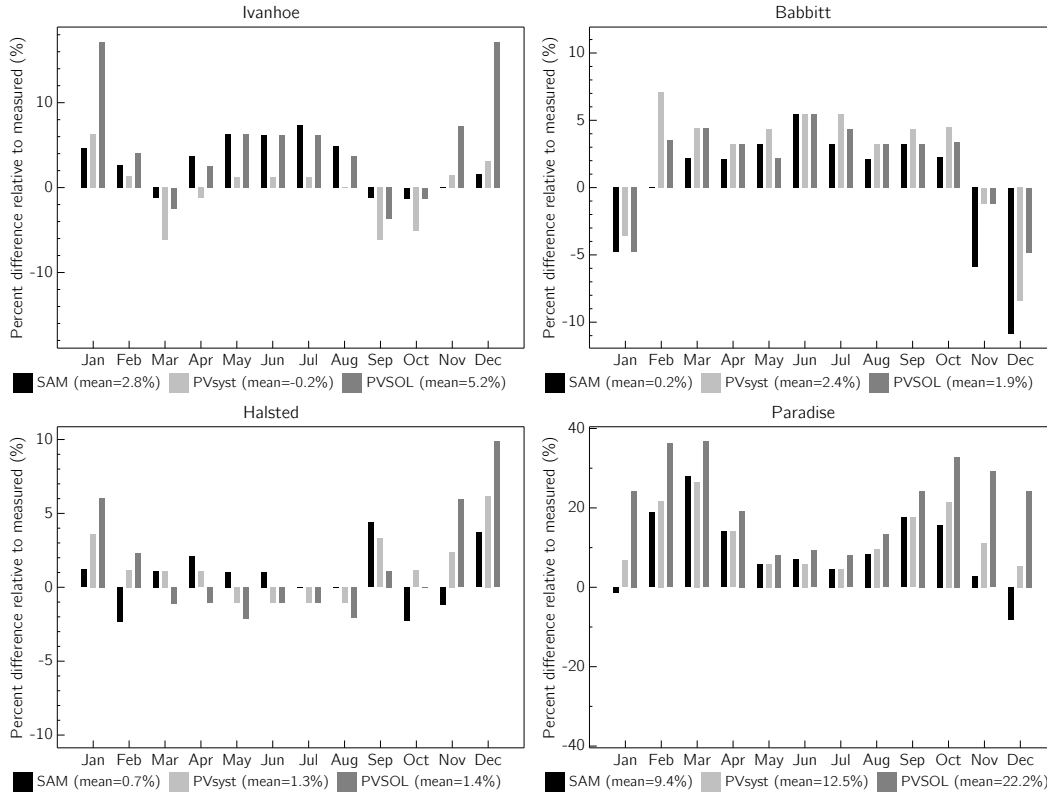 Ivanhoe
Percent difference relative to measured (%)
10
0
-10
Jan Feb Mar Apr May Jun Jul Aug Sep Oct Nov Dec
SAM (mean=2.8%) PVsyst (mean=-0.2%) PVSOL (mean=5.2%)
Babbitt
Percent difference relative to measured (%)
10
5
0
-5
-10
Jan Feb Mar Apr May Jun Jul Aug Sep Oct Nov Dec
SAM (mean=0.2%) PVsyst (mean=2.4%) PVSOL (mean=1.9%)
Halsted
Percent difference relative to measured (%)
10
5
0
-5
-10
Jan Feb Mar Apr May Jun Jul Aug Sep Oct Nov Dec
SAM (mean=0.7%) PVsyst (mean=1.3%) PVSOL (mean=1.4%)
Paradise
Percent difference relative to measured (%)
40
20
0
-20
-40
Jan Feb Mar Apr May Jun Jul Aug Sep Oct Nov Dec
SAM (mean=9.4%) PVsyst (mean=12.5%) PVSOL (mean=22.2%)